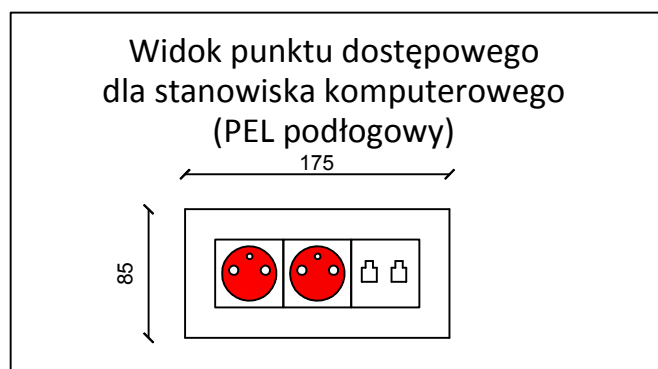 Widok punktu dostępowego
dla stanowiska komputerowego
(PEL podłogowy)
175
85